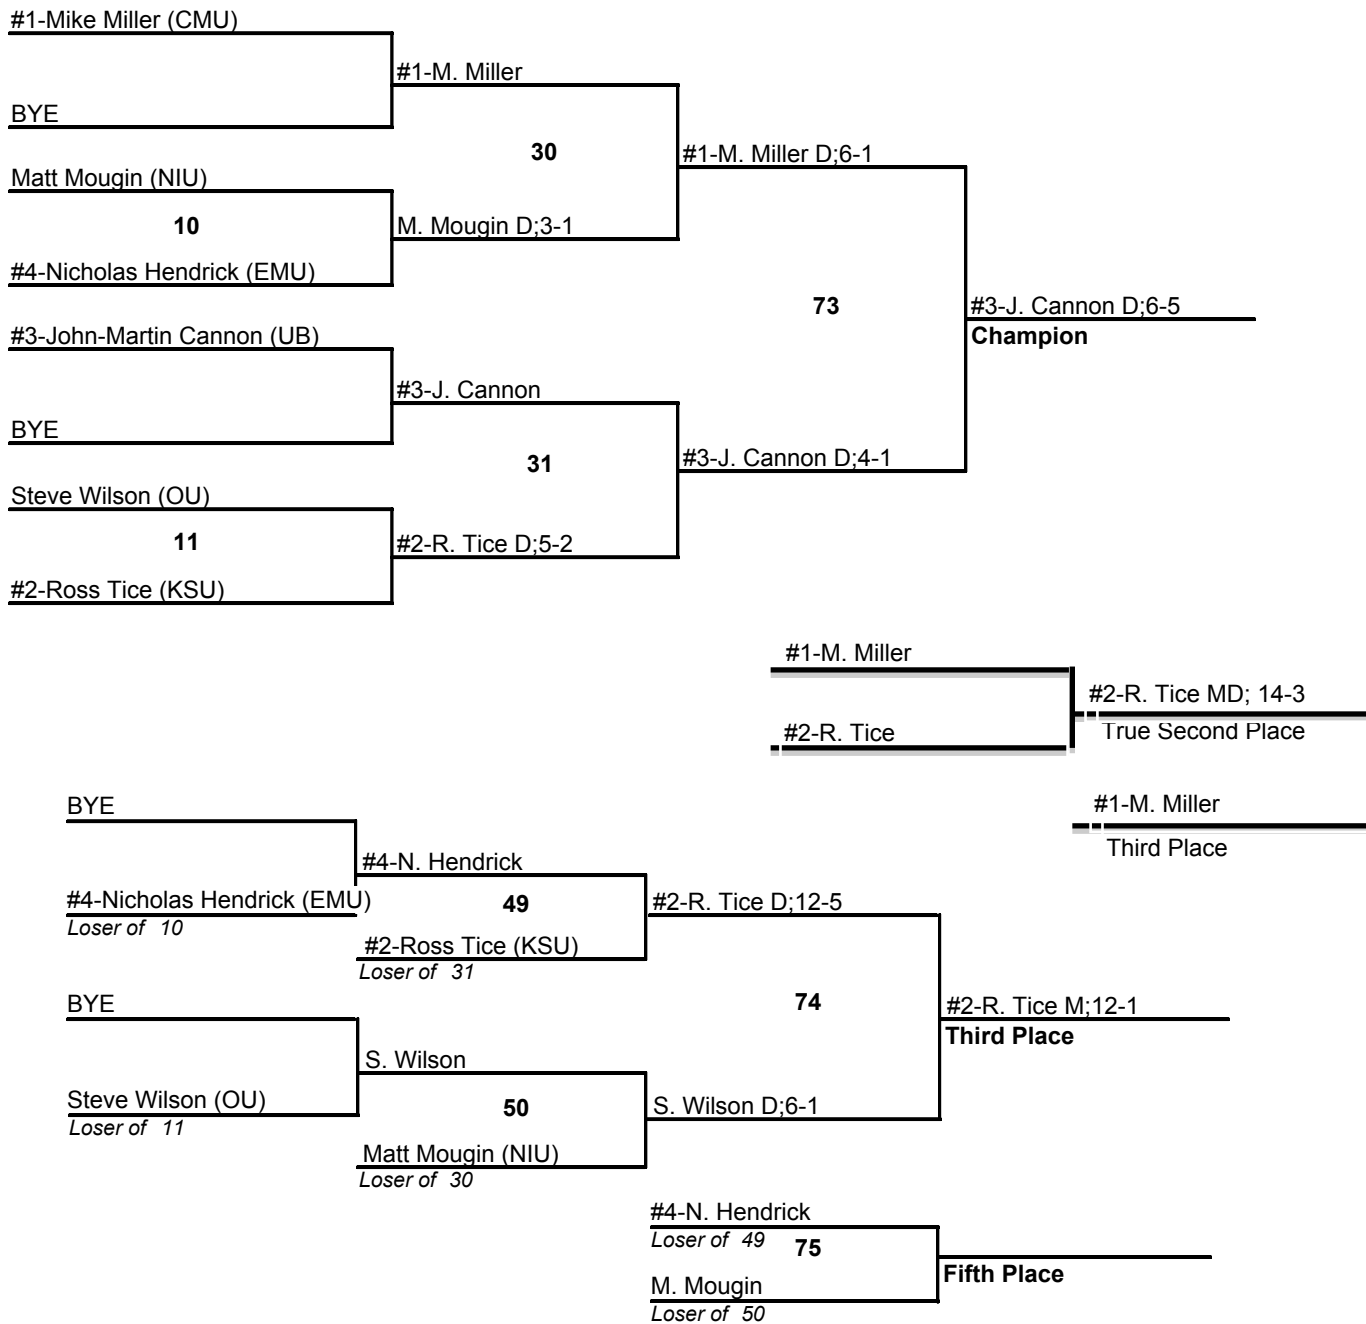 #1-Mike Miller (CMU)
#1-M. Miller
BYE
30
#1-M. Miller D;6-1
Matt Mougin (NIU)
10
M. Mougin D;3-1
#4-Nicholas Hendrick (EMU)
73
#3-J. Cannon D;6-5
Champion
#3-John-Martin Cannon (UB)
#3-J. Cannon
BYE
31
#3-J. Cannon D;4-1
Steve Wilson (OU)
11
#2-R. Tice D;5-2
#2-Ross Tice (KSU)
#1-M. Miller
#2-R. Tice MD; 14-3
True Second Place
#2-R. Tice
#1-M. Miller
Third Place
BYE
#4-N. Hendrick
#4-Nicholas Hendrick (EMU)
Loser of 10
49
#2-R. Tice D;12-5
#2-Ross Tice (KSU)
Loser of 31
BYE
74
#2-R. Tice M;12-1
Third Place
S. Wilson
Steve Wilson (OU)
Loser of 11
50
S. Wilson D;6-1
Matt Mougin (NIU)
Loser of 30
#4-N. Hendrick
Loser of 49
75
Fifth Place
M. Mougin
Loser of 50